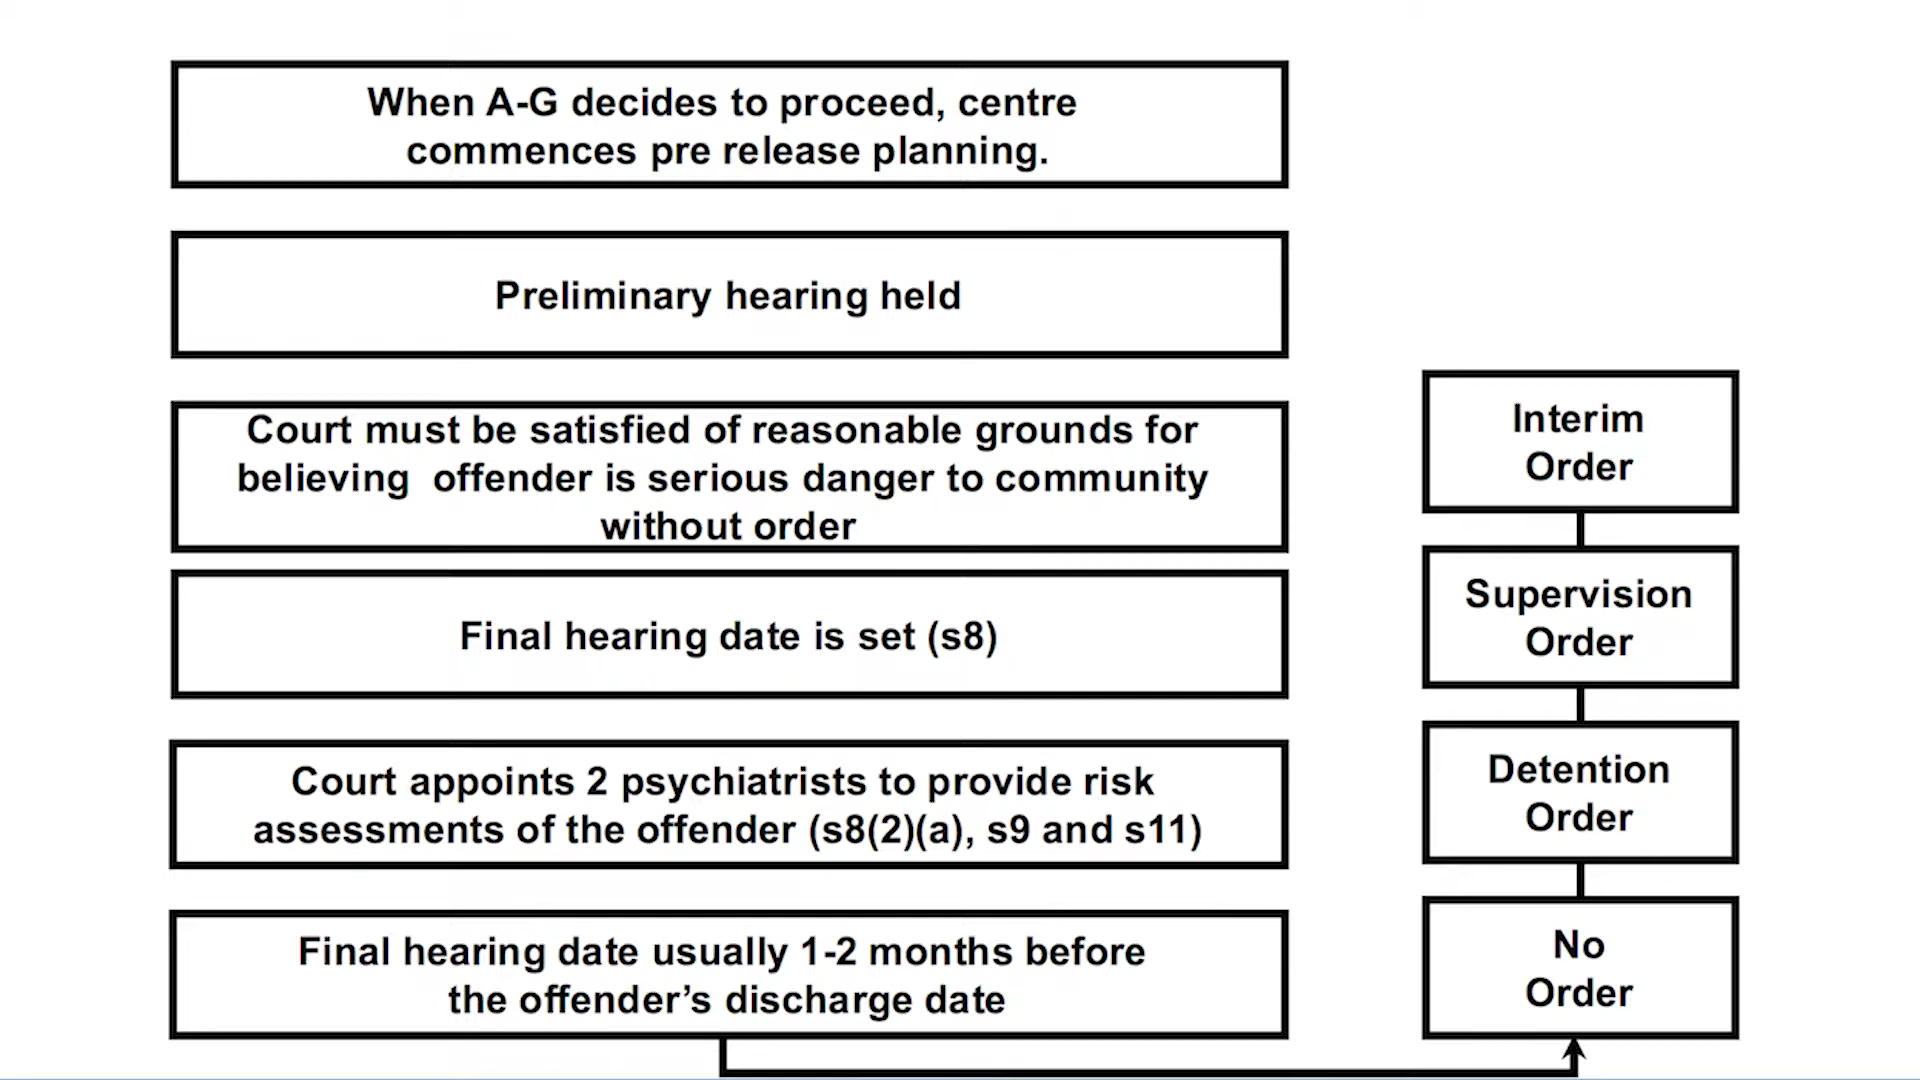 When A-G decides to proceed, centre
commences pre release planning.
Preliminary hearing held
Court must be satisfied of reasonable grounds for
believing  offender is serious danger to community
without order
Final hearing date is set (s8)
Court appoints 2 psychiatrists to provide risk
assessments of the offender (s8(2)(a), s9 and s11)
Final hearing date usually 1-2 months before
the offender’s discharge date
Interim
Order
Supervision
Order
Detention
Order
No
Order